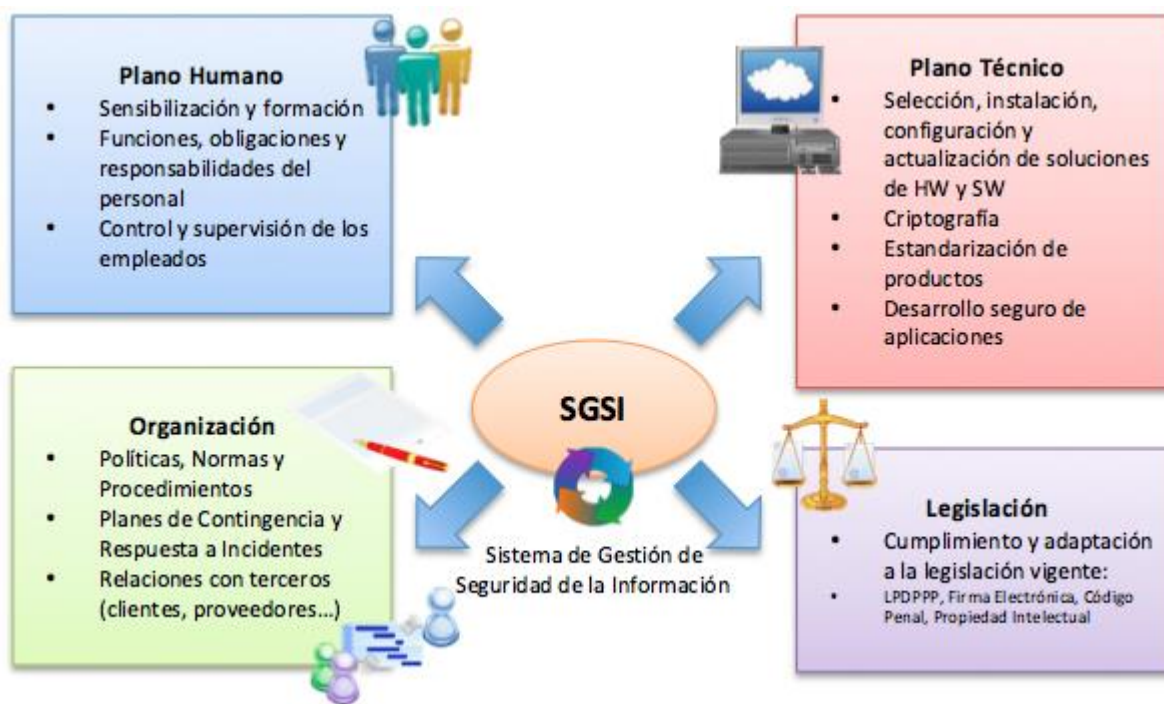 Plano Humano
• Sensibilización y formación
• Funciones, obligaciones y
responsabilidades del
personal
• Control y supervisión de los
empleados
Plano Técnico
• Selección, instalación,
configuración y
actualización de soluciones
de HW y SW
• Criptografía
• Estandarización de
productos
• Desarrollo seguro de
aplicaciones
SGSI
Sistema de Gestión de
Seguridad de la Información
Organización
• Políticas, Normas y
Procedimientos
• Planes de Contingencia y
Respuesta a Incidentes
• Relaciones con terceros
(clientes, proveedores...)
Legislación
• Cumplimiento y adaptación
a la legislación vigente:
• LPDPPP, Firma Electrónica, Código
Penal, Propiedad Intelectual